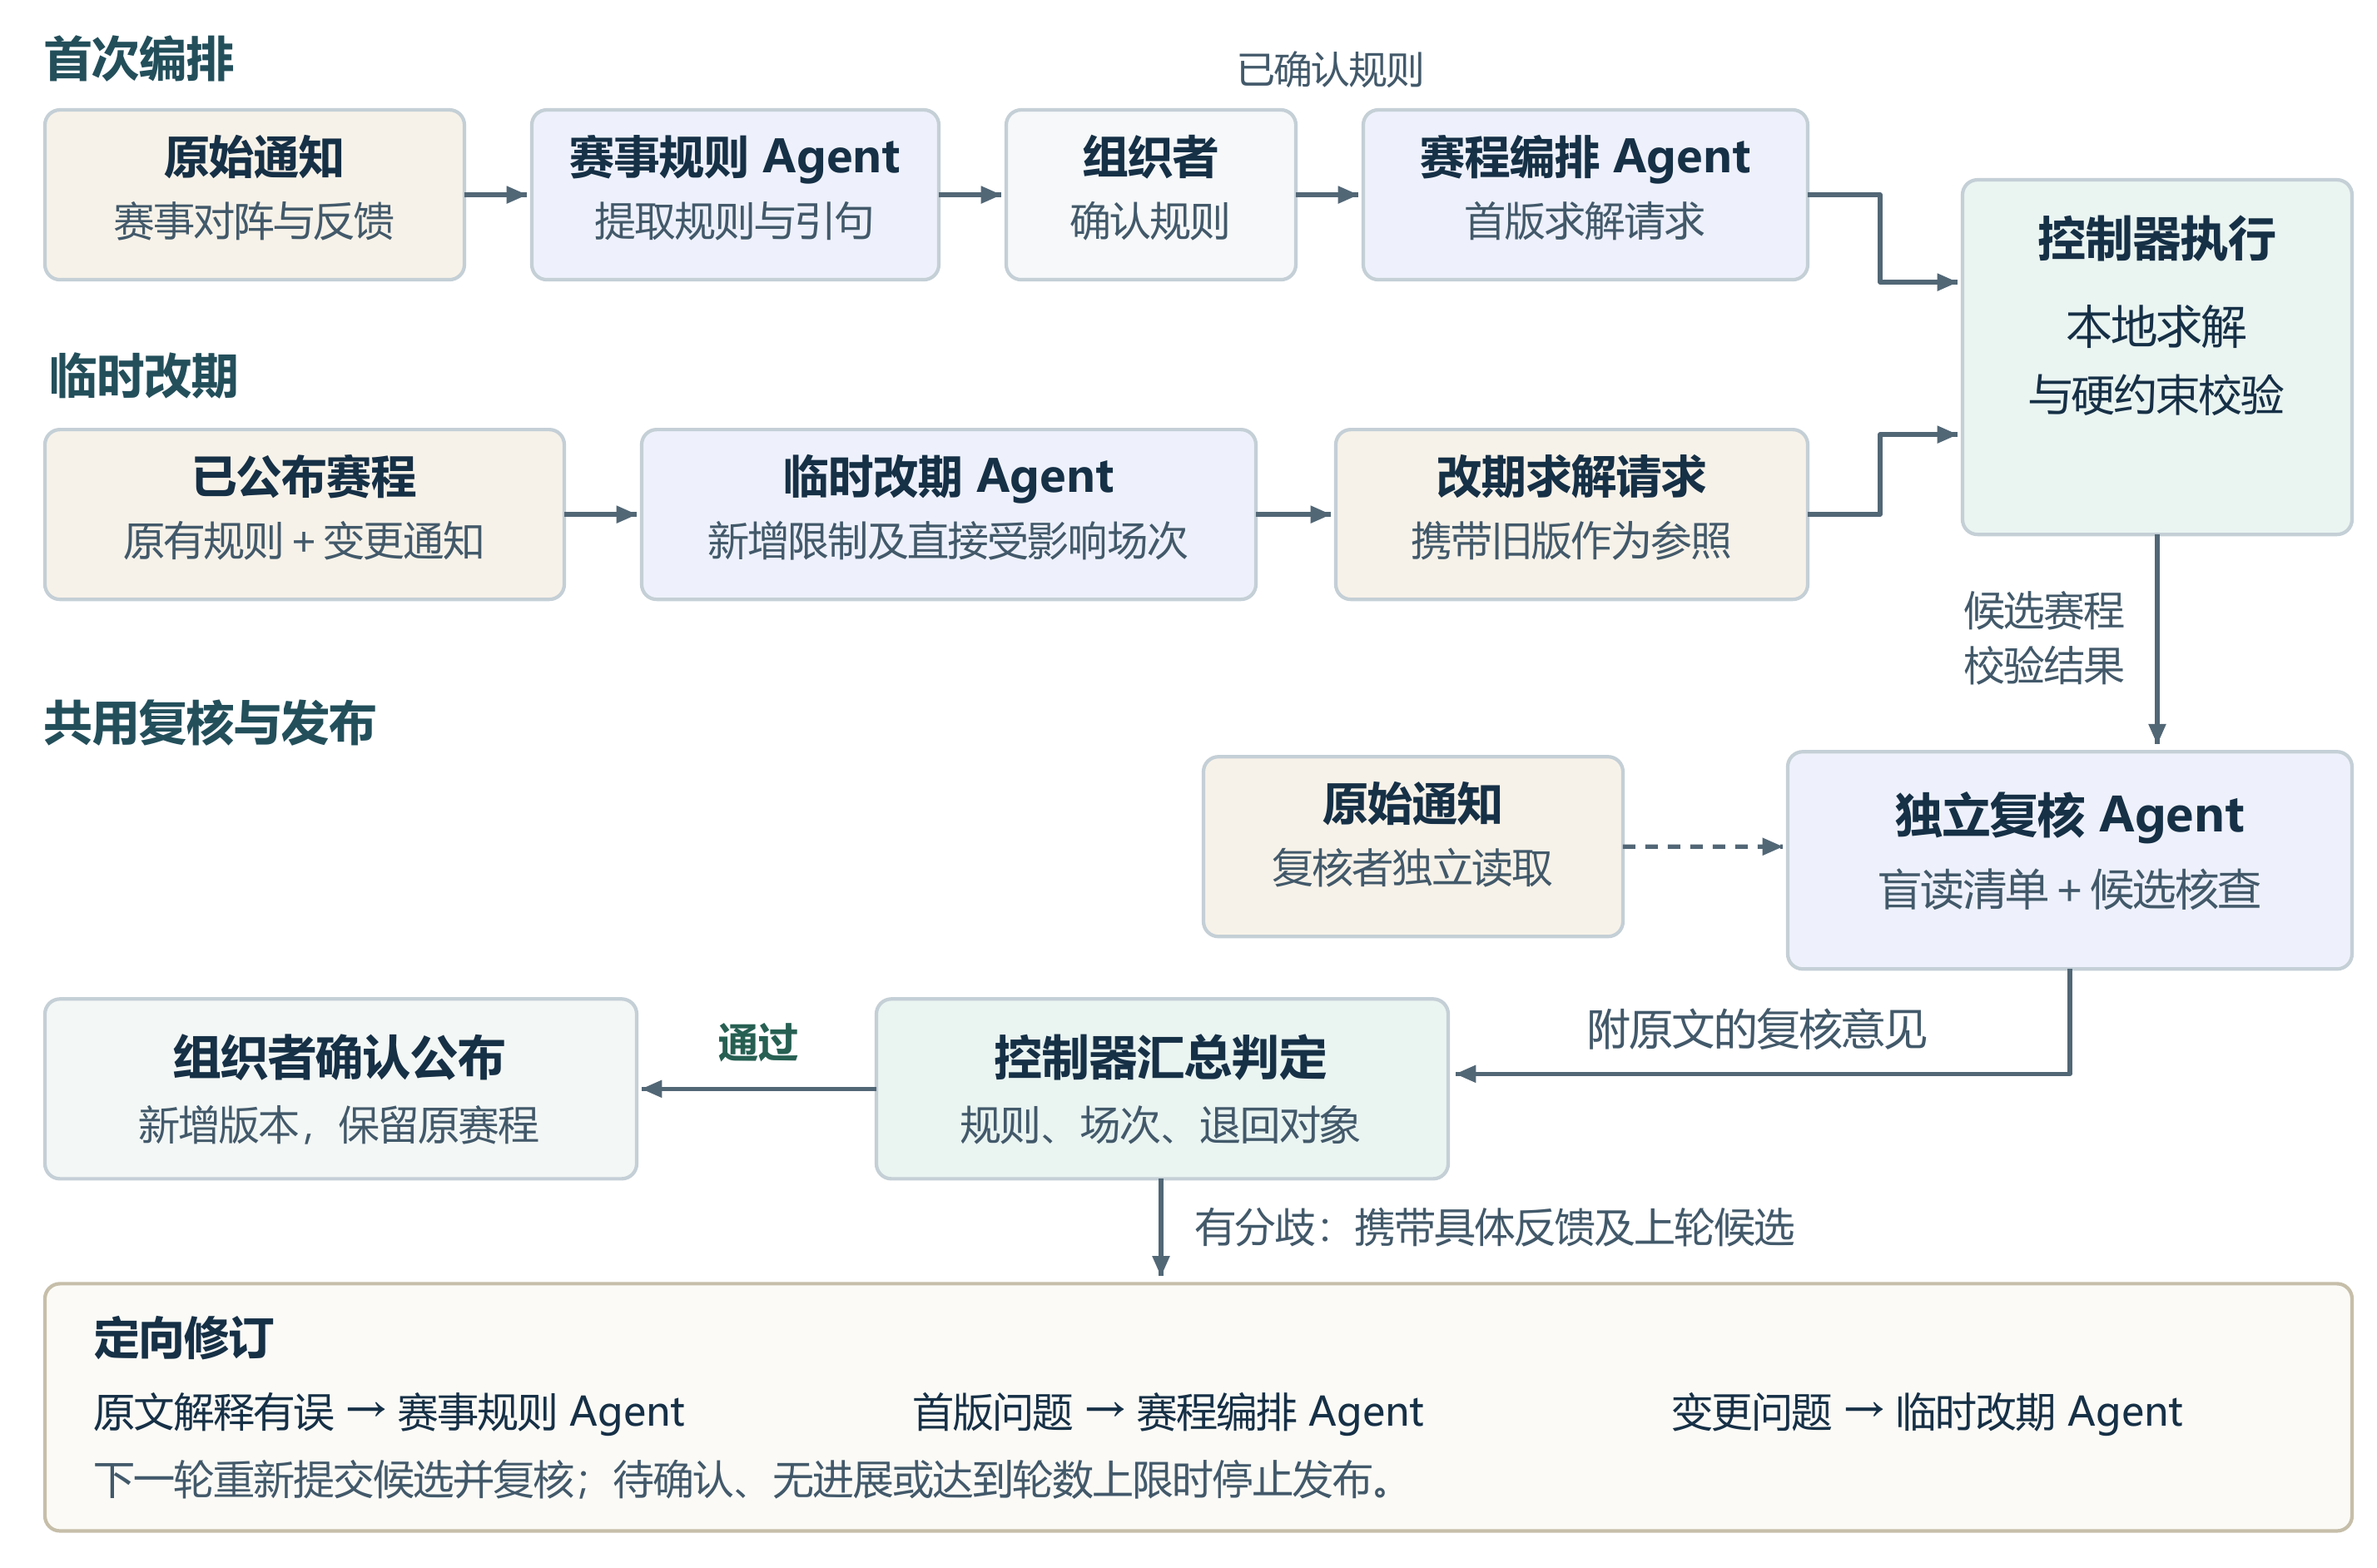 首次编排
已确认规则
原始通知
赛事对阵与反馈
赛事规则 Agent
提取规则与引句
组织者
确认规则
赛程编排 Agent
首版求解请求
控制器执行
本地求解
与硬约束校验
临时改期
已公布赛程
原有规则 + 变更通知
临时改期 Agent
新增限制及直接受影响场次
改期求解请求
携带旧版作为参照
候选赛程
校验结果
共用复核与发布
原始通知
复核者独立读取
独立复核 Agent
盲读清单 + 候选核查
附原文的复核意见
组织者确认公布
新增版本，保留原赛程
通过
控制器汇总判定
规则、场次、退回对象
有分歧：携带具体反馈及上轮候选
定向修订
原文解释有误 → 赛事规则 Agent
首版问题 → 赛程编排 Agent
变更问题 → 临时改期 Agent
下一轮重新提交候选并复核；待确认、无进展或达到轮数上限时停止发布。